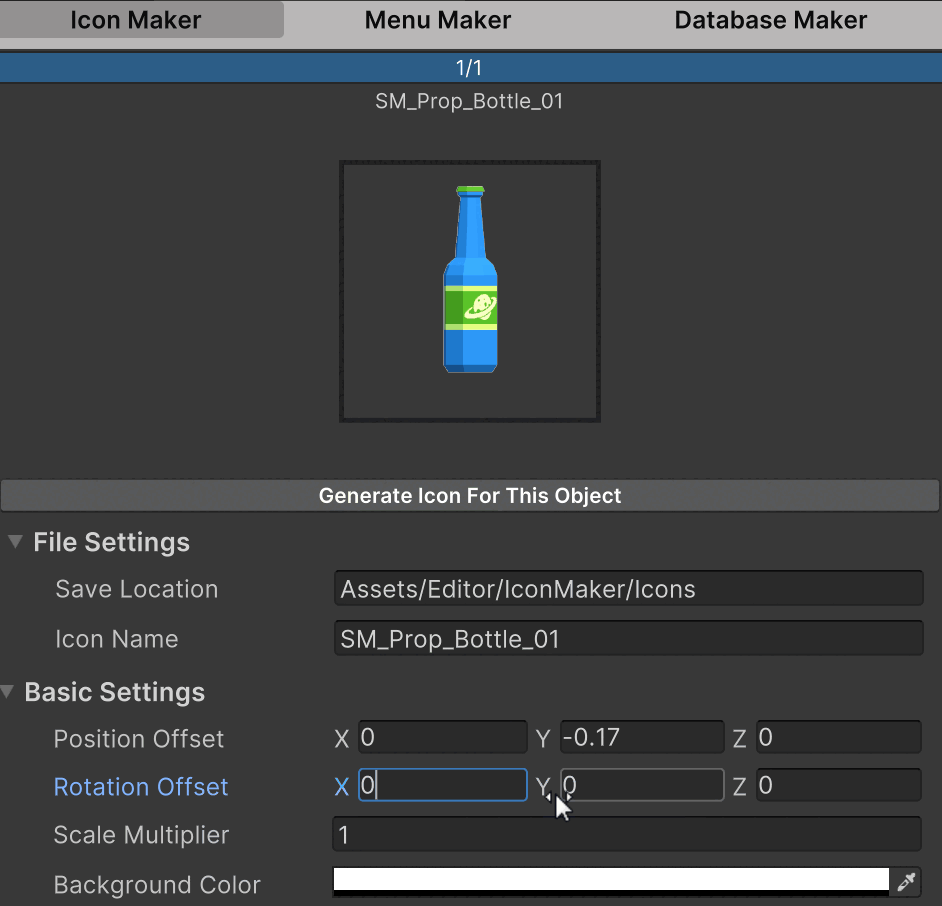 Icon Maker Menu Maker Database Maker
1/1
SM_Prop_Bottle_01
Generate Icon For This Object
File Settings
Save Location Assets/Editor/IconMaker/Icons
Icon Name SM_Prop_Bottle_01
Basic Settings
Position Offset X 0 Y -0.17 Z 0
Rotation Offset X 0 Y 0 Z 0
Scale Multiplier 1
Background Color